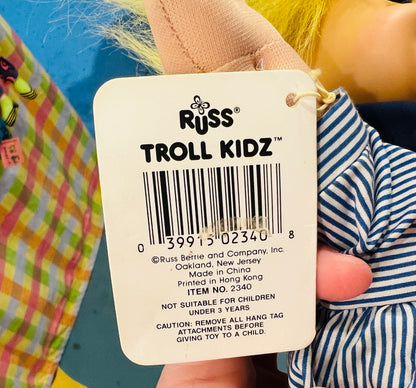 RUSS®
TROLL KIDZ™
0 39915 02340 8
©Russ Berrie and Company, Inc.
Oakland, New Jersey
Made in China
Printed in Hong Kong
ITEM NO. 2340
NOT SUITABLE FOR CHILDREN
UNDER 3 YEARS
CAUTION: REMOVE ALL HANG TAG
ATTACHMENTS BEFORE
GIVING TOY TO A CHILD.